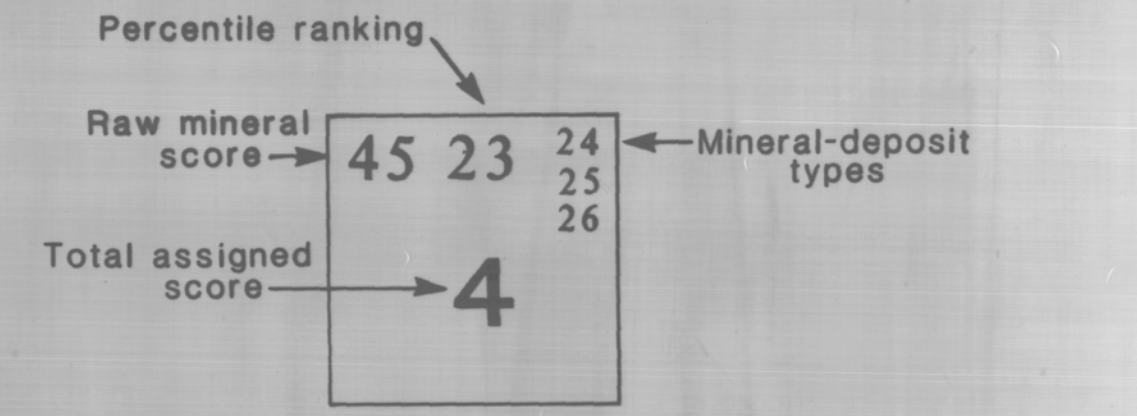 Percentile ranking
Raw mineral
score
45 23
24
25
26
Mineral-deposit
types
Total assigned
score
4